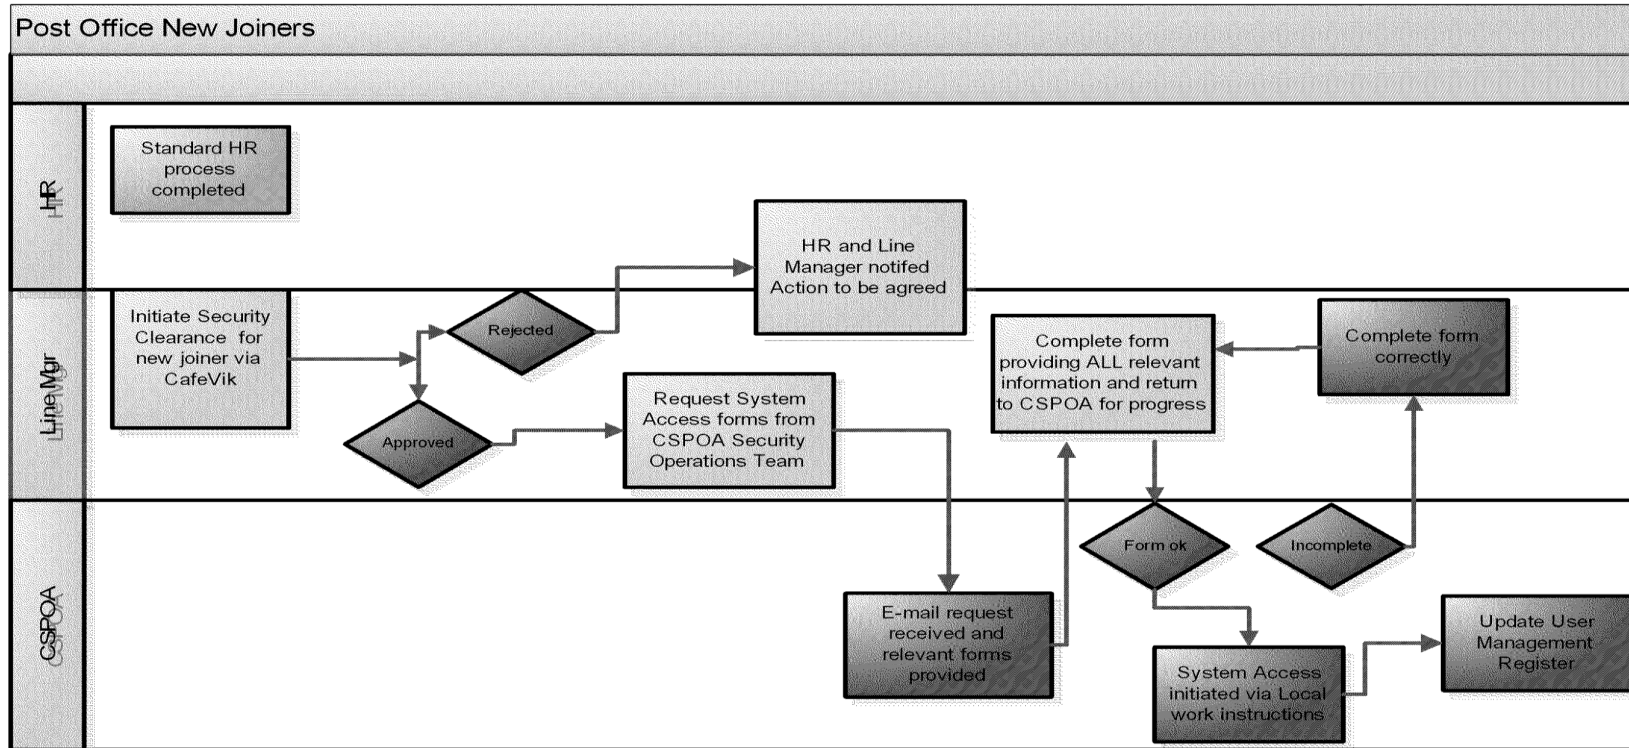 Post Office New Joiners
HR
Standard HR
process
completed
HR and Line
Manager notifed
Action to be agreed
Line Mgr
Initiate Security
Clearance for
new joiner via
CafeVik
Rejected
Approved
Request System
Access forms from
CSPOA Security
Operations Team
Complete form
providing ALL relevant
information and return
to CSPOA for progress
Complete form
correctly
CSPOA
E-mail request
received and
relevant forms
provided
Form ok
Incomplete
System Access
initiated via Local
work instructions
Update User
Management
Register